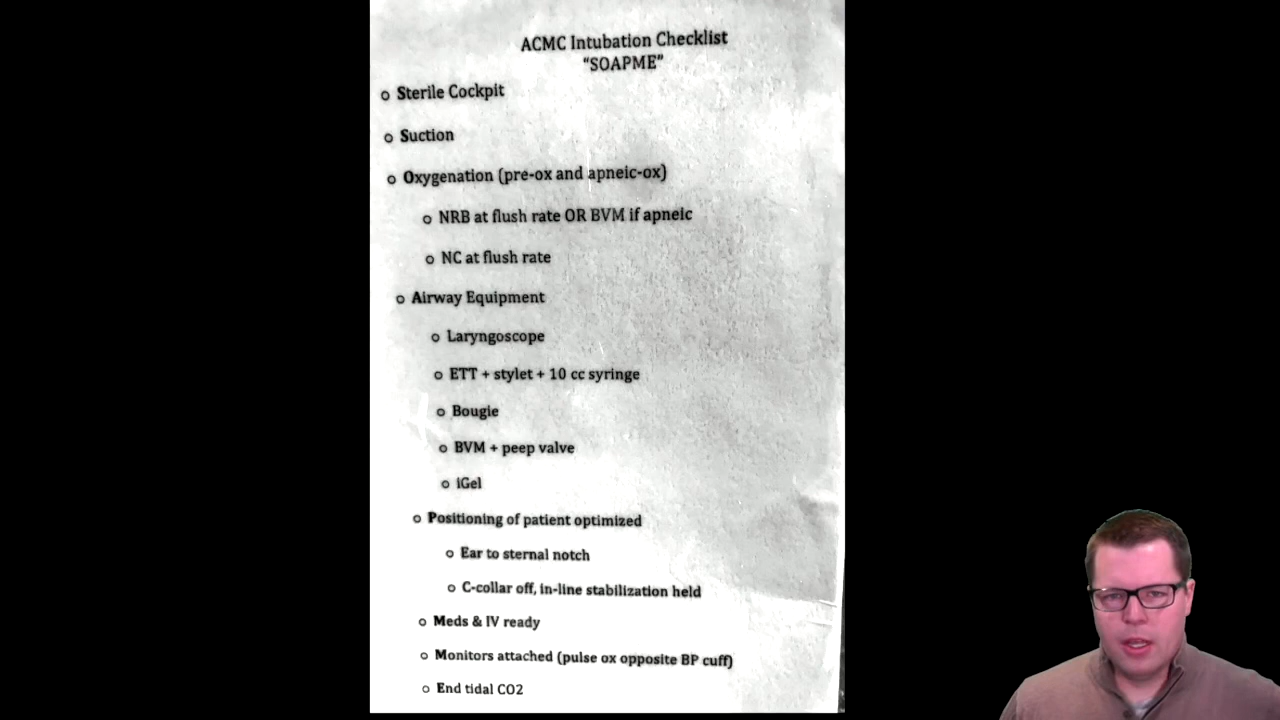 ACMC Intubation Checklist
“SOAPME”
o Sterile Cockpit
o Suction
o Oxygenation (pre-ox and apneic-ox)
o NRB at flush rate OR BVM if apneic
o NC at flush rate
o Airway Equipment
o Laryngoscope
o ETT + stylet + 10 cc syringe
o Bougie
o BVM + peep valve
o iGel
o Positioning of patient optimized
o Ear to sternal notch
o C-collar off, in-line stabilization held
o Meds & IV ready
o Monitors attached (pulse ox opposite BP cuff)
o End tidal CO2